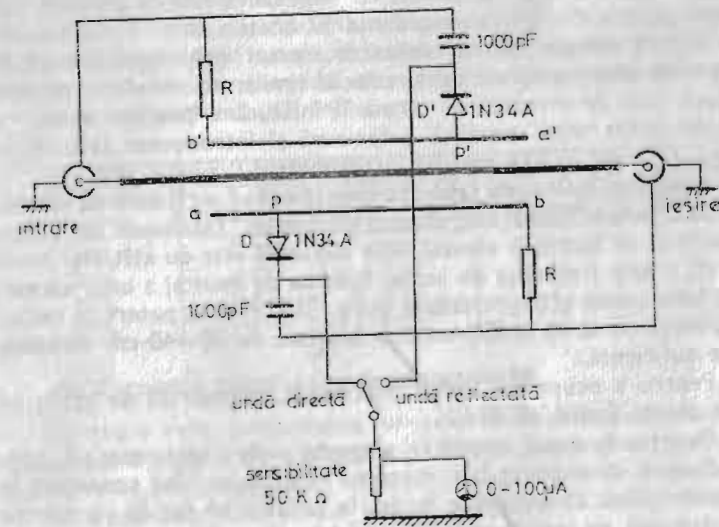 1000pF
R
D' 1N34A
b'
a'
p'
intrare
ieşire
a
p
b
D 1N34A
R
1000pF
undă directă
undă reflectată
sensibilitate
50 KΩ
0-100µA